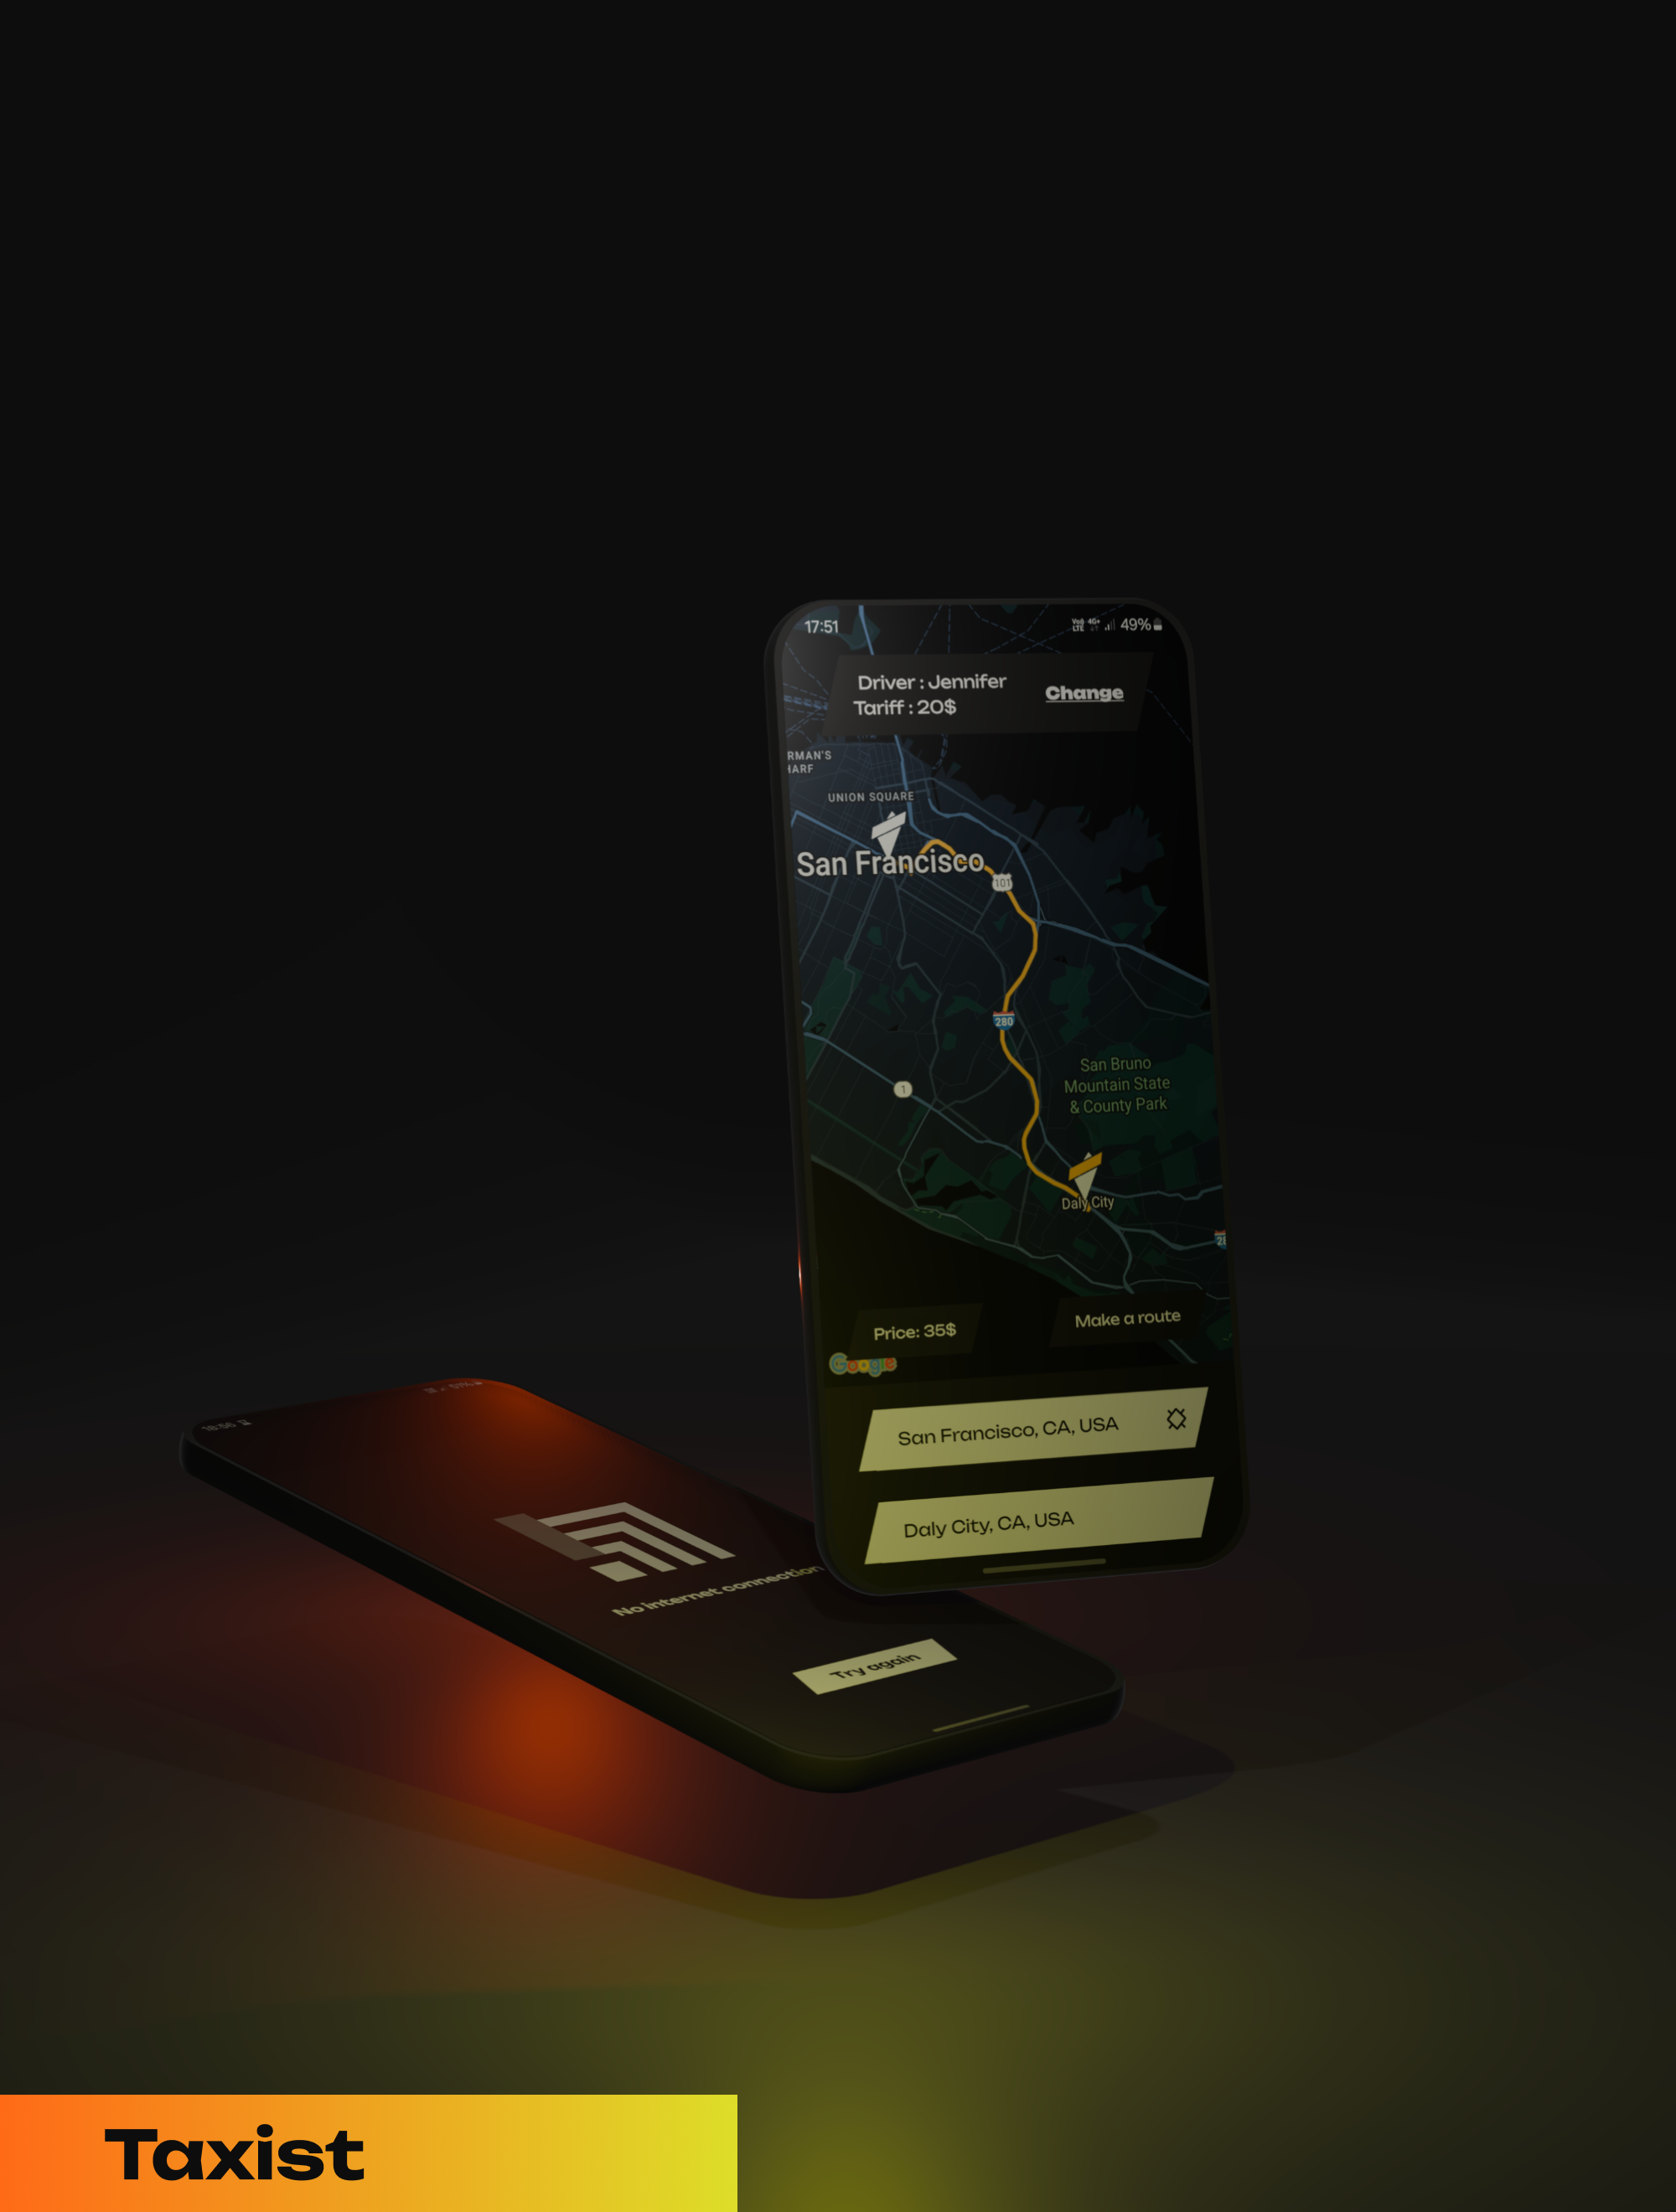 17:51
49%
Driver : Jennifer
Tariff : 20$
Change
RMAN'S
HARF
UNION SQUARE
San Francisco
101
280
1
San Bruno
Mountain State
& County Park
Daly City
28
Price: 35$
Make a route
Google
San Francisco, CA, USA
Daly City, CA, USA
No internet connection
Try again
Taxist